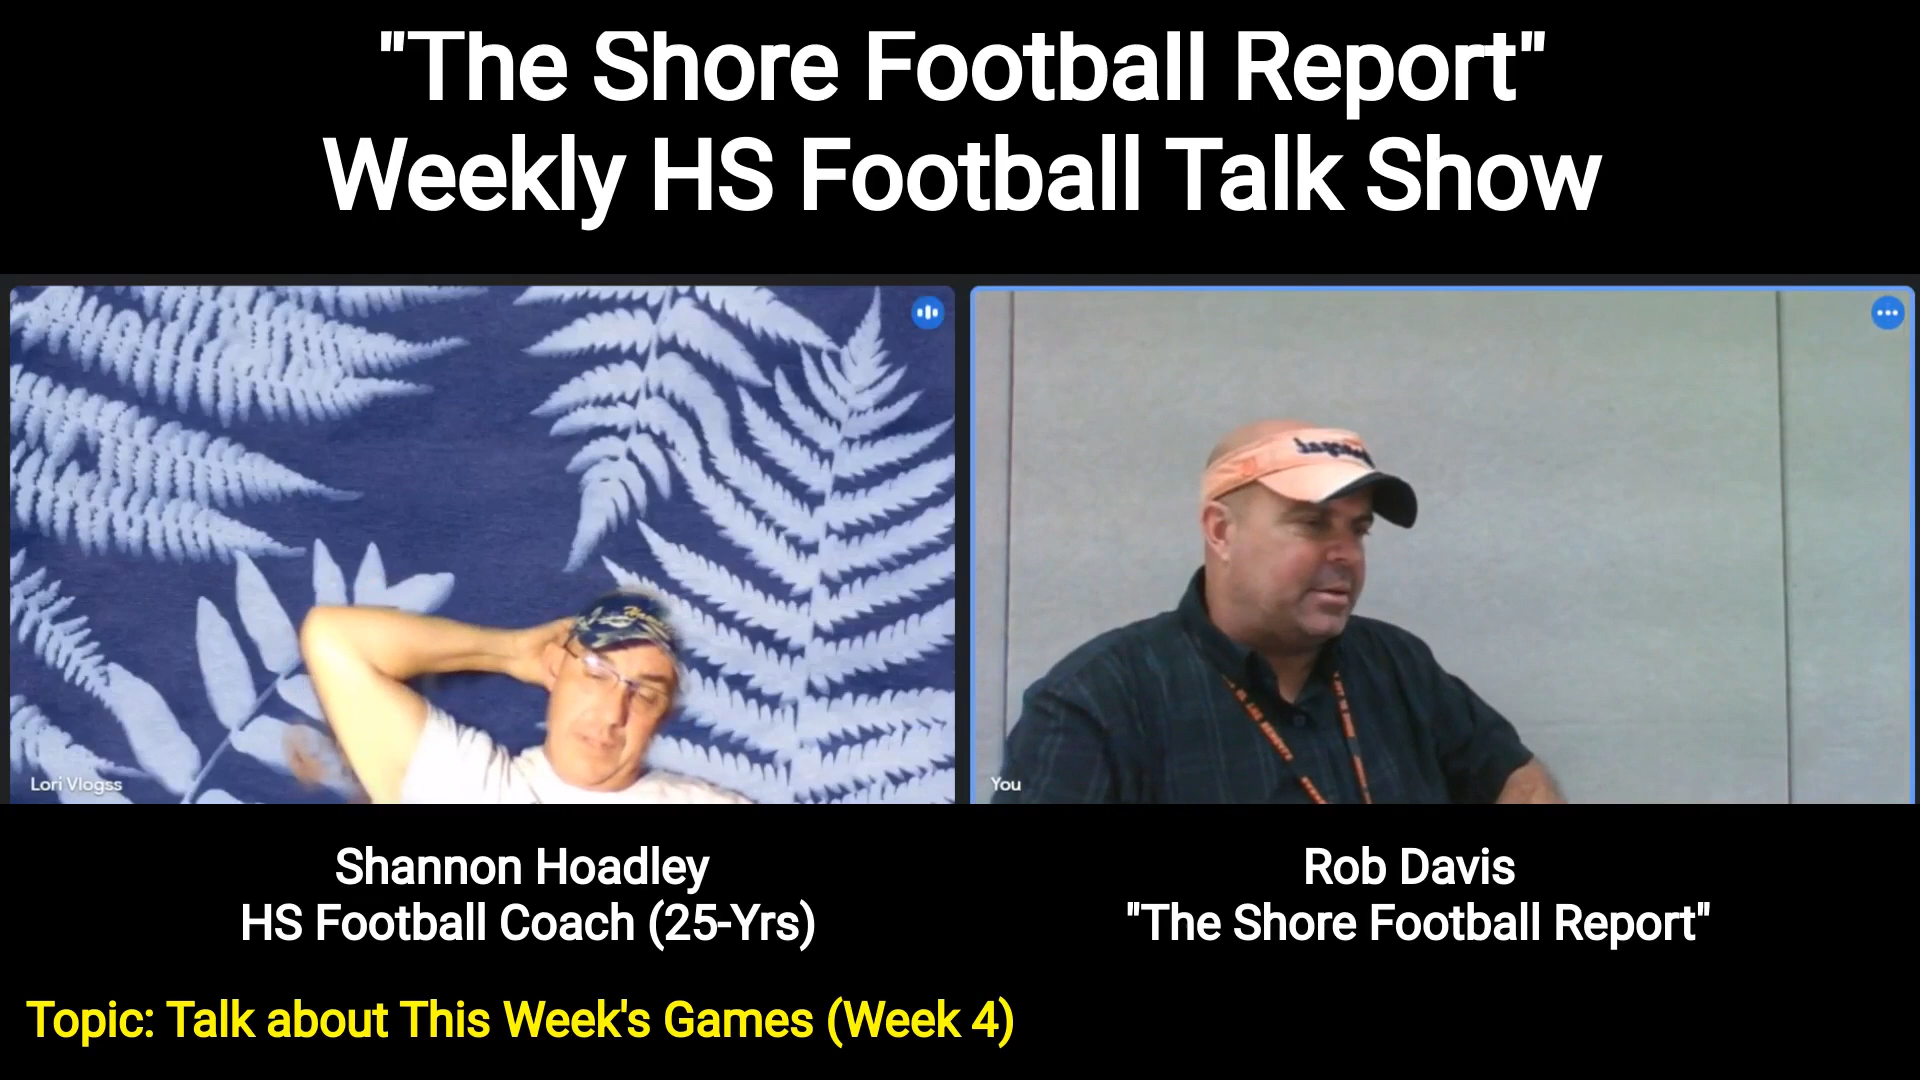 "The Shore Football Report"
Weekly HS Football Talk Show
Lori Vlogss
You
Shannon Hoadley
HS Football Coach (25-Yrs)
Rob Davis
"The Shore Football Report"
Topic: Talk about This Week's Games (Week 4)